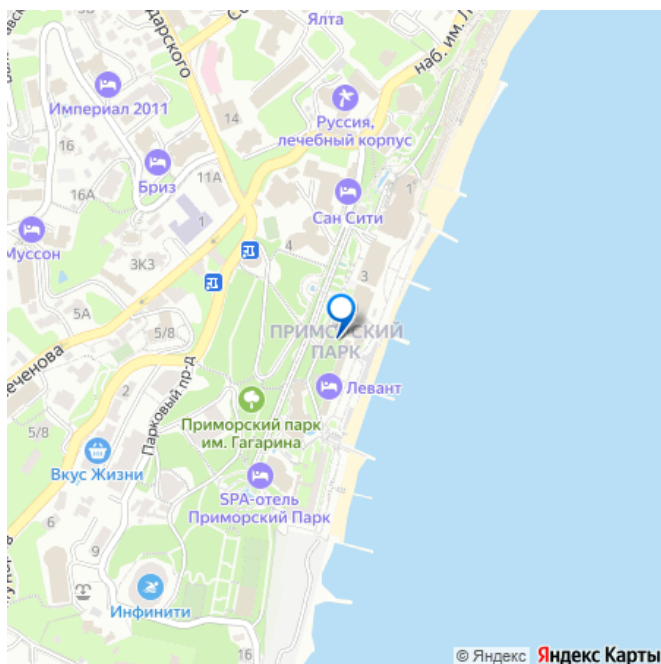 Ялта
дарского
наб. им. Л
Империал 2011
14
Руссия,
лечебный корпус
16
Бриз
11А
16А
1
Сан Сити
1
Муссон
3К3
4
3
5А
5/8
ПРИМОРСКИЙ
ПАРК
еченова
Левант
2
Парковый пр-д
Приморский парк
им. Гагарина
5/8
Вкус Жизни
SPA-отель
Приморский Парк
6
9
Инфинити
16
© Яндекс Яндекс Карты